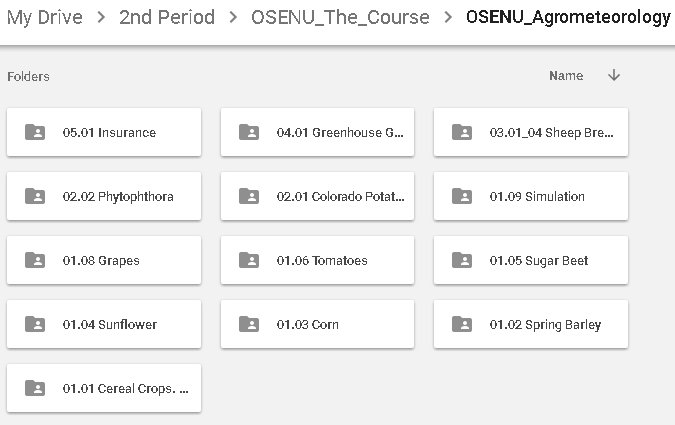 My Drive > 2nd Period > OSENU_The_Course > OSENU_Agrometeorology
Folders Name ↓
05.01 Insurance 04.01 Greenhouse G... 03.01_04 Sheep Bre...
02.02 Phytophthora 02.01 Colorado Potat... 01.09 Simulation
01.08 Grapes 01.06 Tomatoes 01.05 Sugar Beet
01.04 Sunflower 01.03 Corn 01.02 Spring Barley
01.01 Cereal Crops. ...